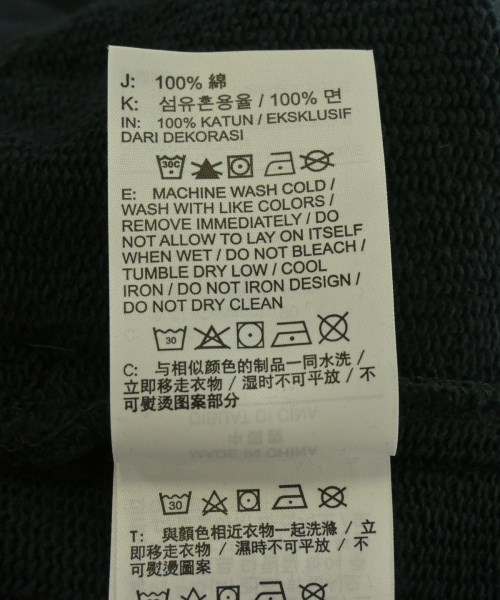 J: 100% 綿
K: 섬유혼용율 / 100% 면
IN: 100% KATUN / EKSKLUSIF
DARI DEKORASI
30C
E: MACHINE WASH COLD /
WASH WITH LIKE COLORS /
REMOVE IMMEDIATELY / DO
NOT ALLOW TO LAY ON ITSELF
WHEN WET / DO NOT BLEACH /
TUMBLE DRY LOW / COOL
IRON / DO NOT IRON DESIGN /
DO NOT DRY CLEAN
30
C: 与相似颜色的制品一同水洗 /
立即移走衣物 / 湿时不可平放 / 不
可熨烫图案部分
30
T: 與顏色相近衣物一起洗滌 / 立
即移走衣物 / 濕時不可平放 / 不
可熨燙圖案